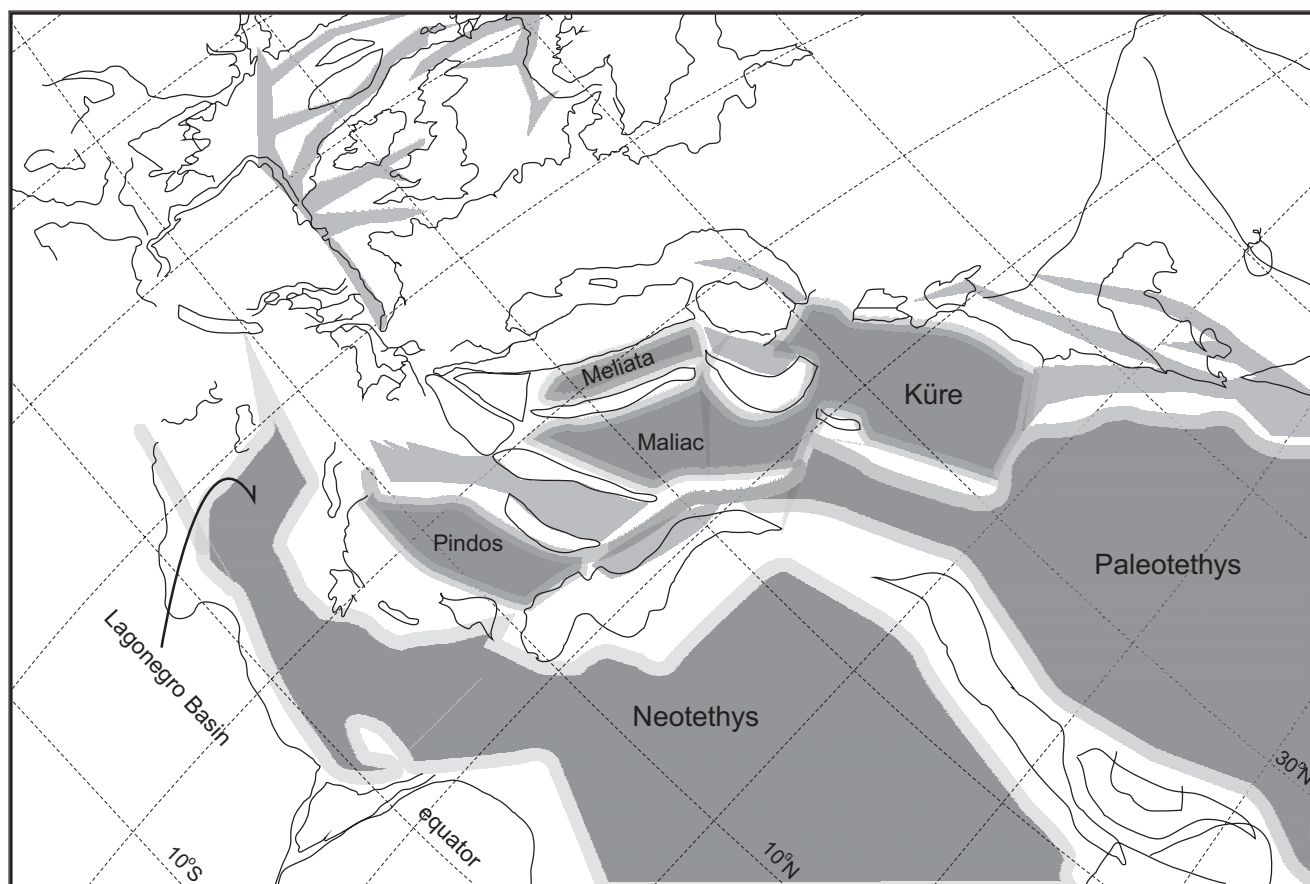 Meliata
Küre
Maliac
Pindos
Paleotethys
Lagonegro Basin
Neotethys
30°N
equator
10°S
10°N